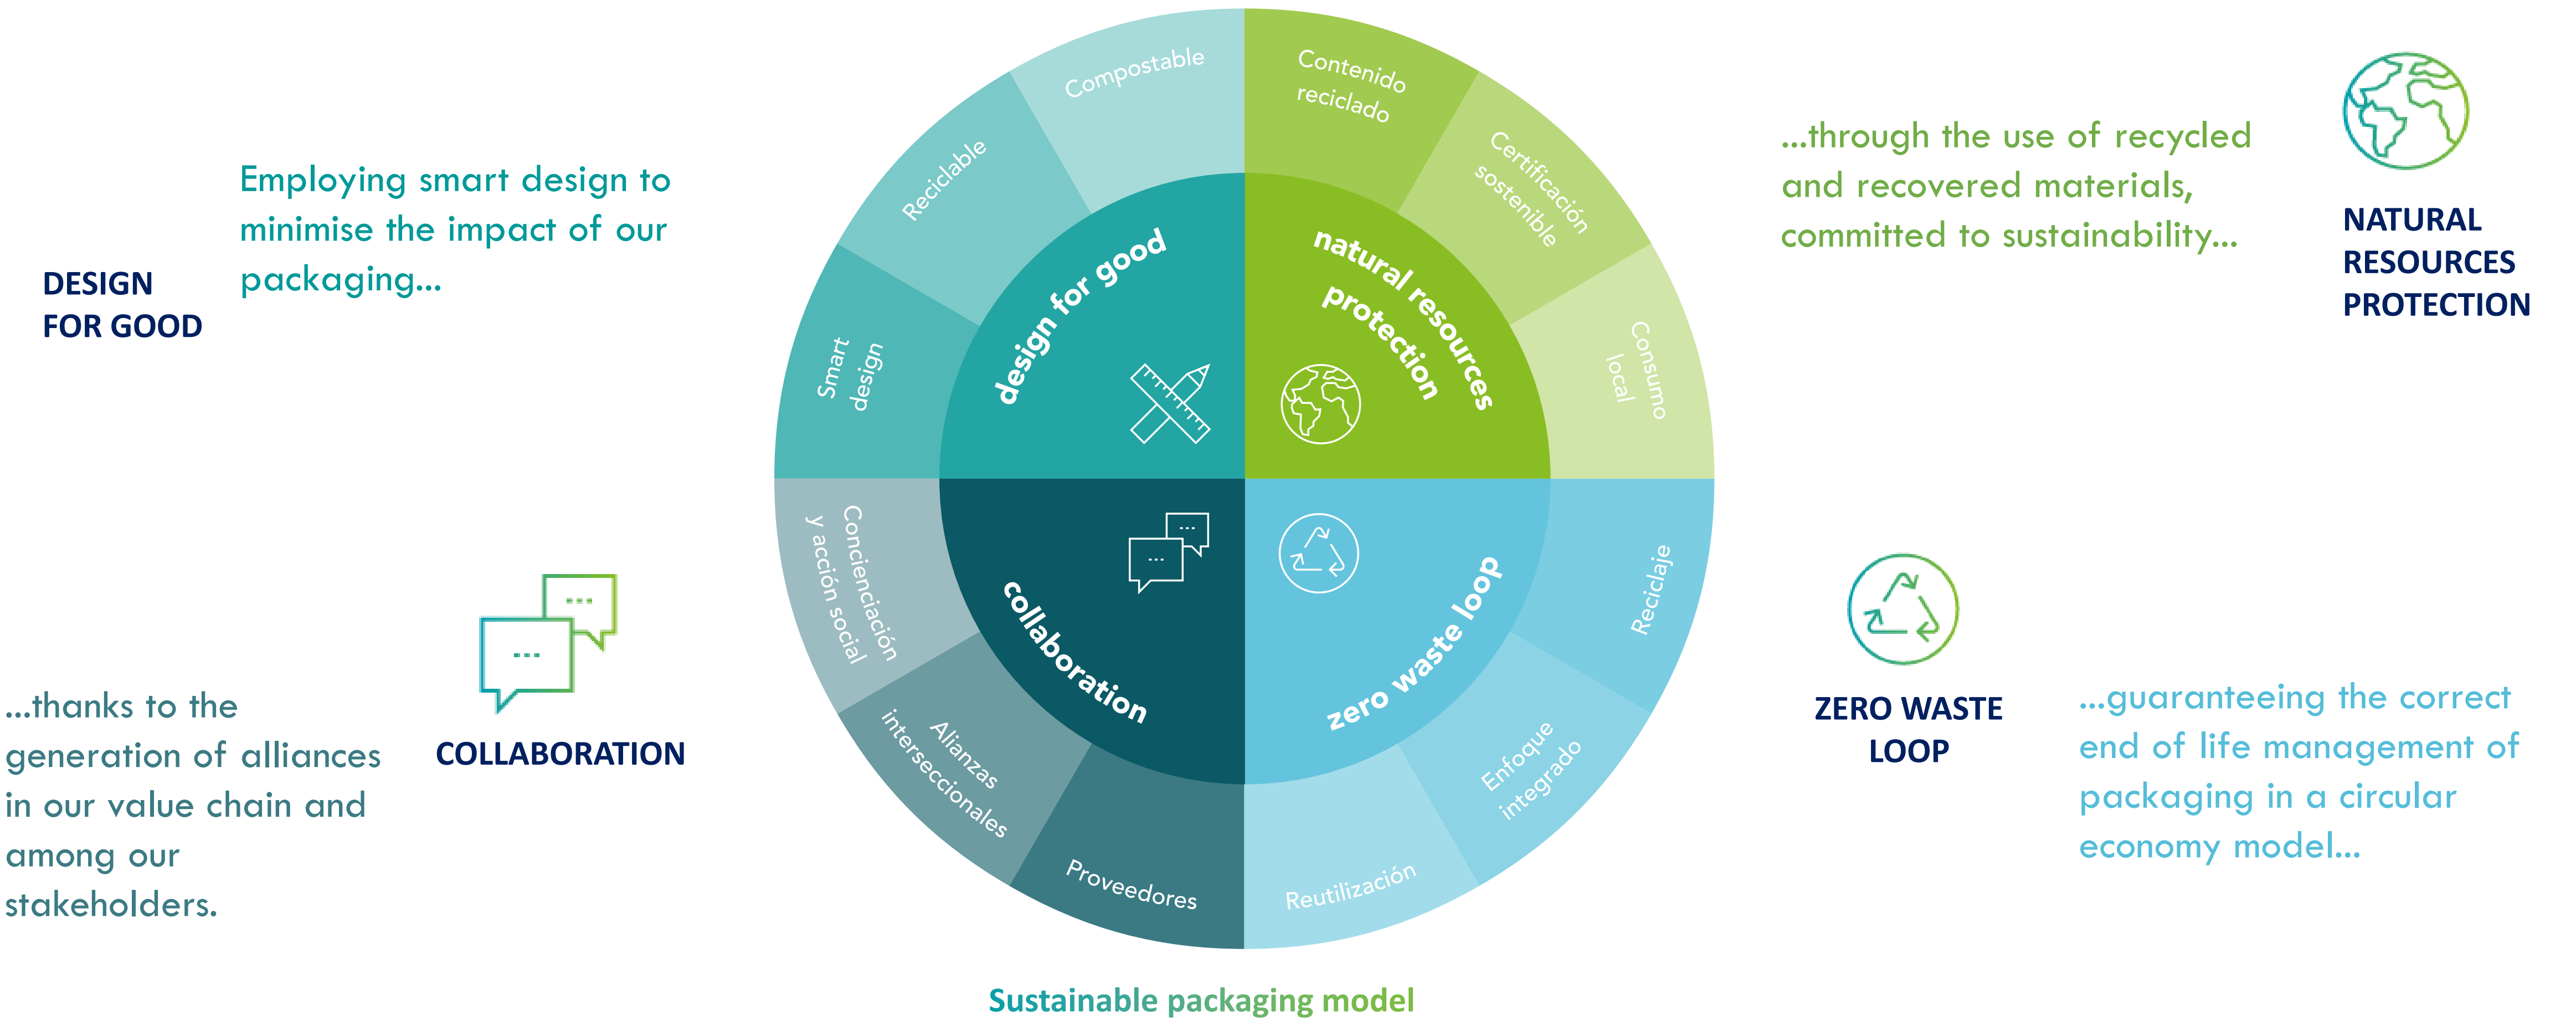 DESIGN
FOR GOOD
Employing smart design to
minimise the impact of our
packaging...
Compostable
Reciclable
Smart
design
design for good
Contenido
reciclado
Certificación
sostenible
Consumo
local
natural resources
protection
...through the use of recycled
and recovered materials,
committed to sustainability...
NATURAL
RESOURCES
PROTECTION
...thanks to the
generation of alliances
in our value chain and
among our
stakeholders.
COLLABORATION
Concienciación
y acción social
Alianzas
interseccionales
Proveedores
collaboration
zero waste loop
Reciclaje
Enfoque
integrado
Reutilización
ZERO WASTE
LOOP
...guaranteeing the correct
end of life management of
packaging in a circular
economy model...
Sustainable packaging model